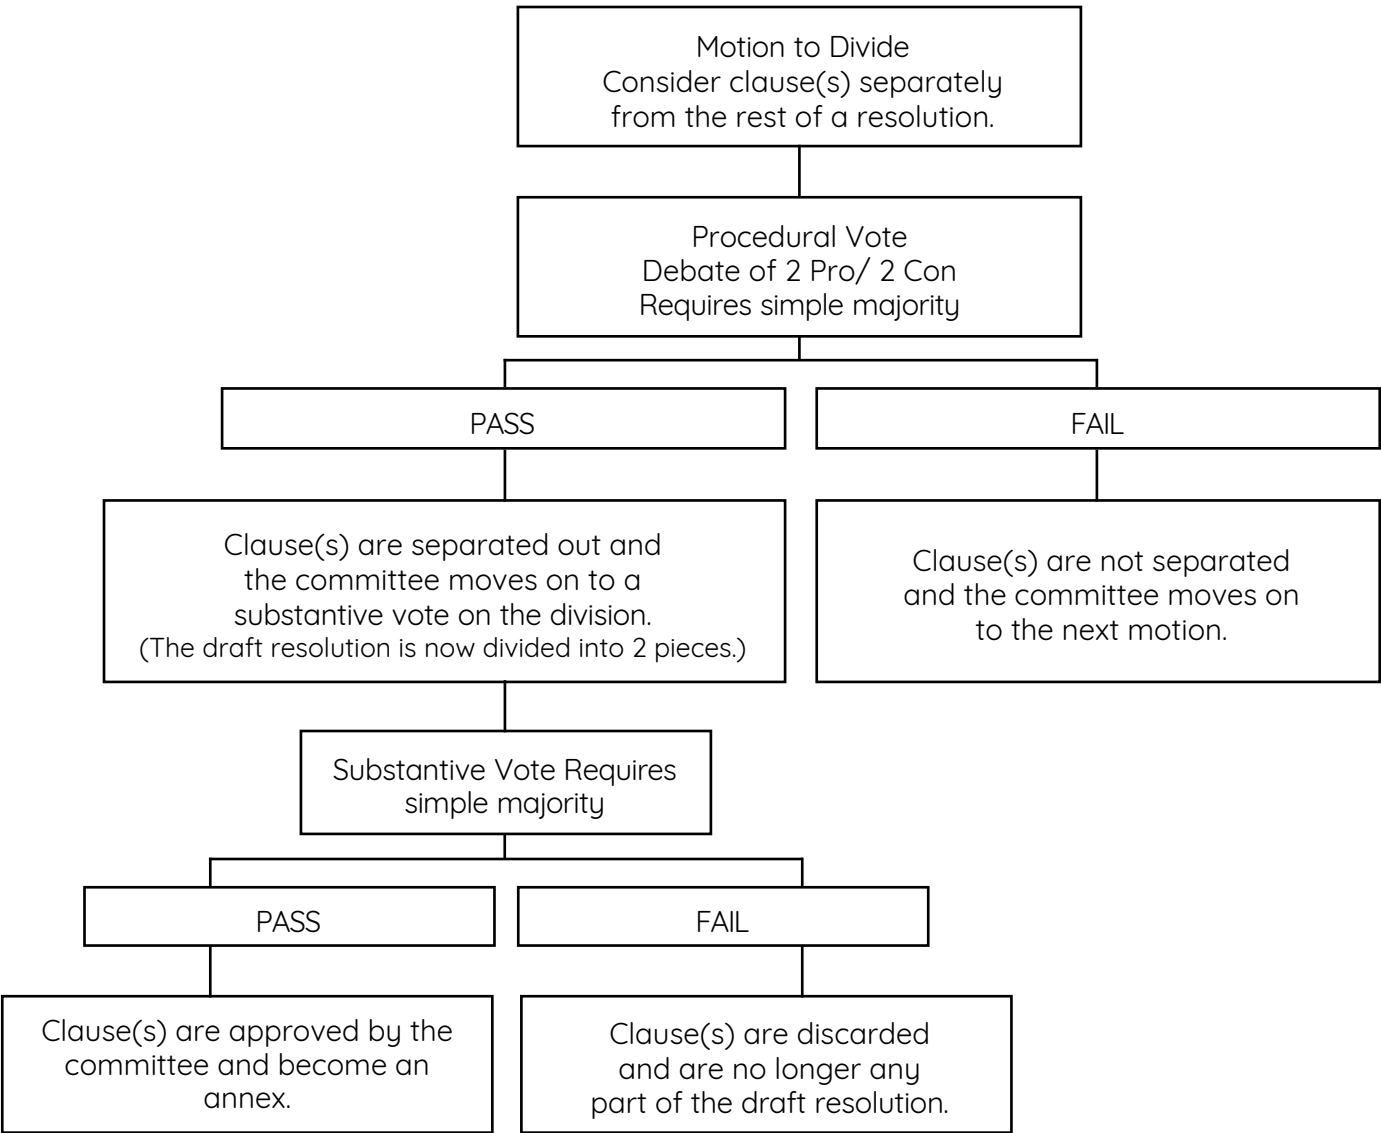 Motion to Divide
Consider clause(s) separately
from the rest of a resolution.
Procedural Vote
Debate of 2 Pro/ 2 Con
Requires simple majority
PASS
FAIL
Clause(s) are separated out and
the committee moves on to a
substantive vote on the division.
(The draft resolution is now divided into 2 pieces.)
Clause(s) are not separated
and the committee moves on
to the next motion.
Substantive Vote Requires
simple majority
PASS
FAIL
Clause(s) are approved by the
committee and become an
annex.
Clause(s) are discarded
and are no longer any
part of the draft resolution.